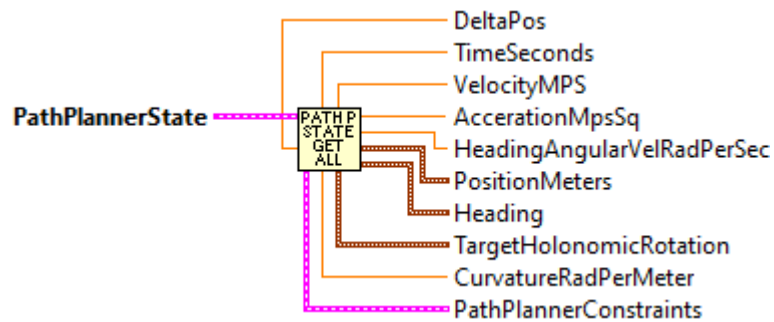 DeltaPos
TimeSeconds
VelocityMPS
PathPlannerState
PATH P
STATE
GET
ALL
AccerationMpsSq
HeadingAngularVelRadPerSec
PositionMeters
Heading
TargetHolonomicRotation
CurvatureRadPerMeter
PathPlannerConstraints